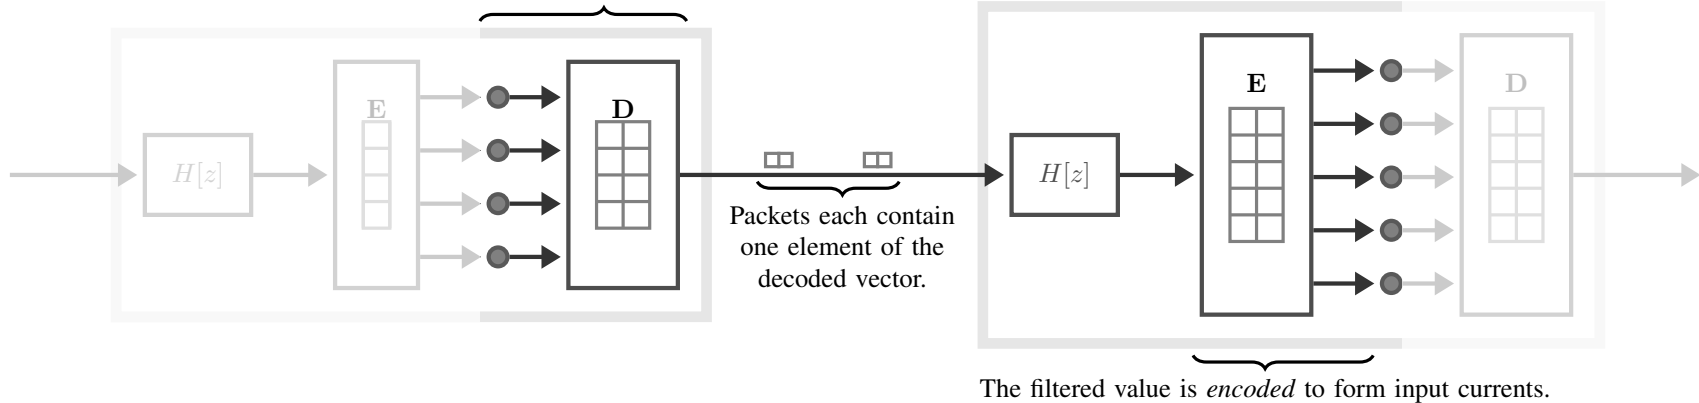 E
D
H[z]
Packets each contain
one element of the
decoded vector.
H[z]
E
D
The filtered value is encoded to form input currents.